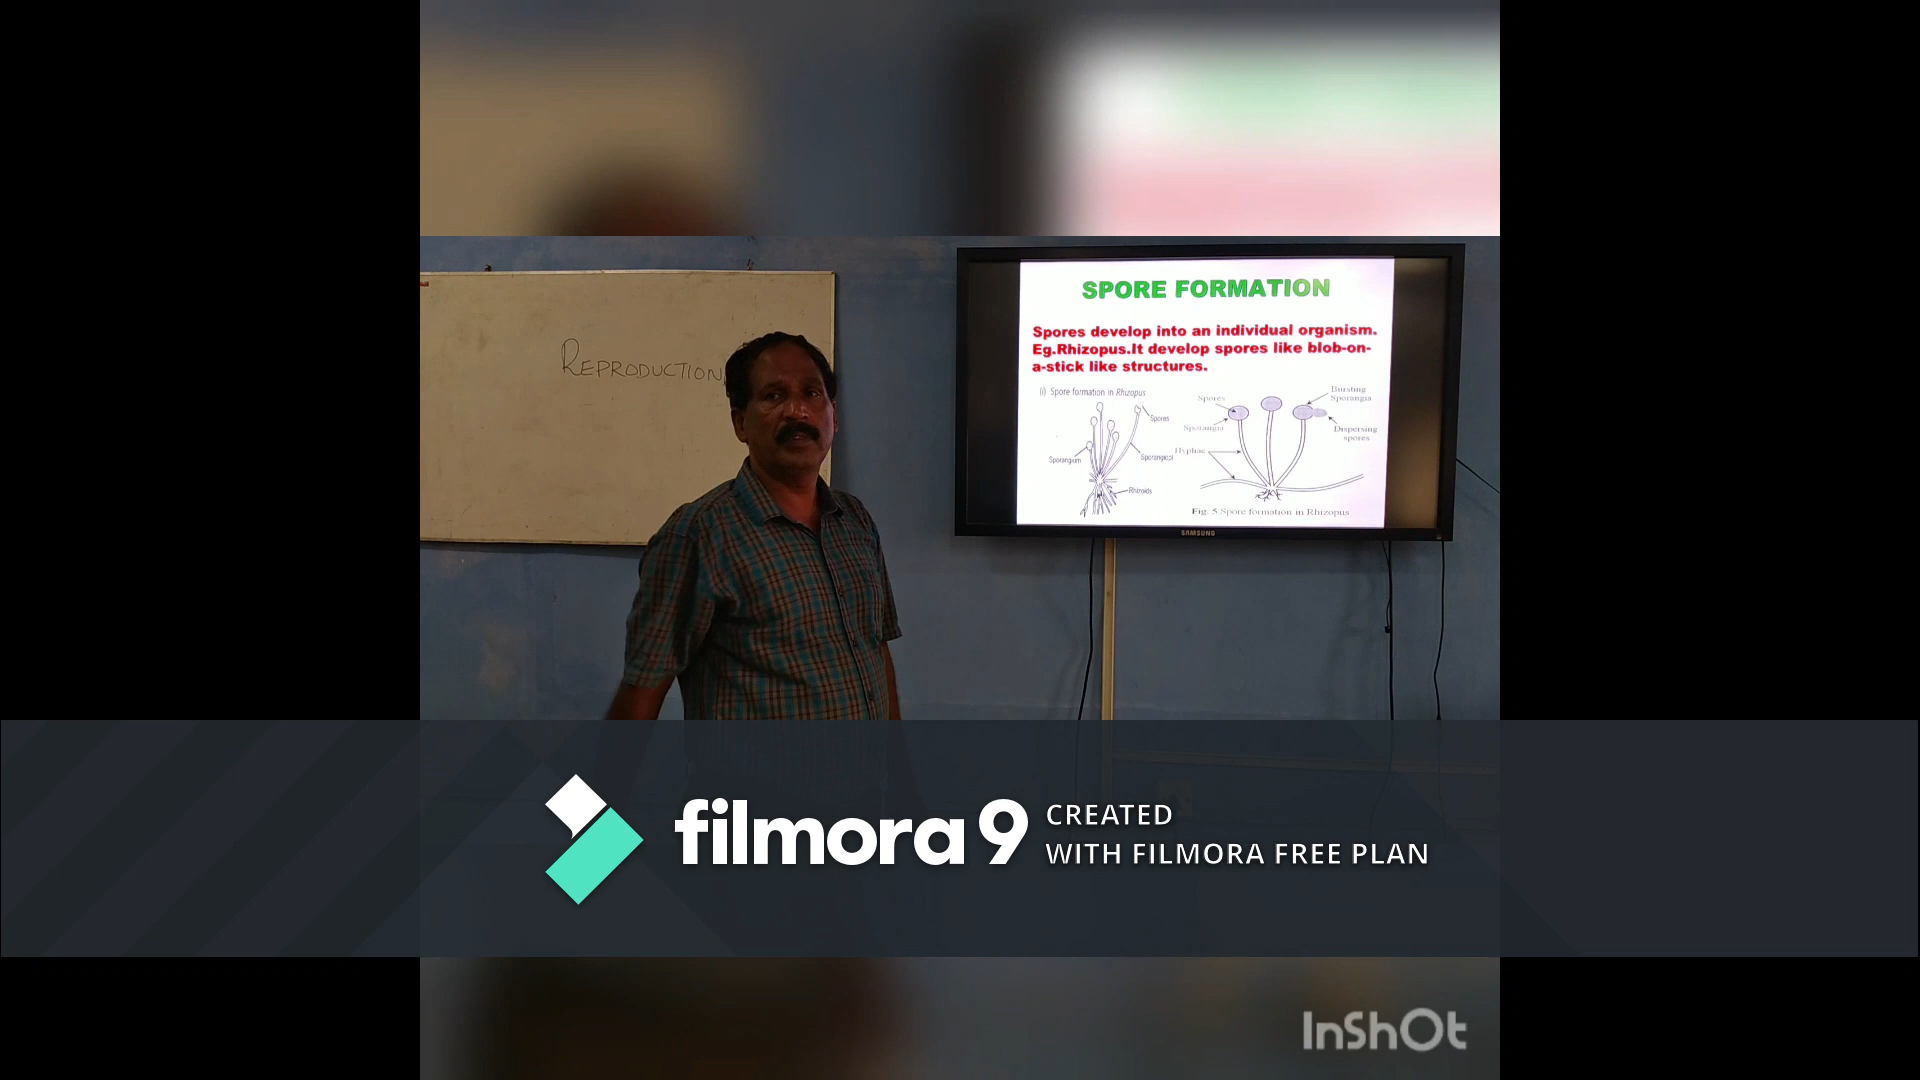 REPRODUCTION
SPORE FORMATION
Spores develop into an individual organism.
Eg.Rhizopus.It develop spores like blob-on-
a-stick like structures.
(i) Spore formation in Rhizopus
Spores
Sporangium
Sporangiopl
Rhizoids
Spores
Sporangia
Hyphae
Bursting
Sporangia
Dispersing
spores
Fig. 5 Spore formation in Rhizopus
SAMSUNG
filmora 9
CREATED
WITH FILMORA FREE PLAN
InShOt